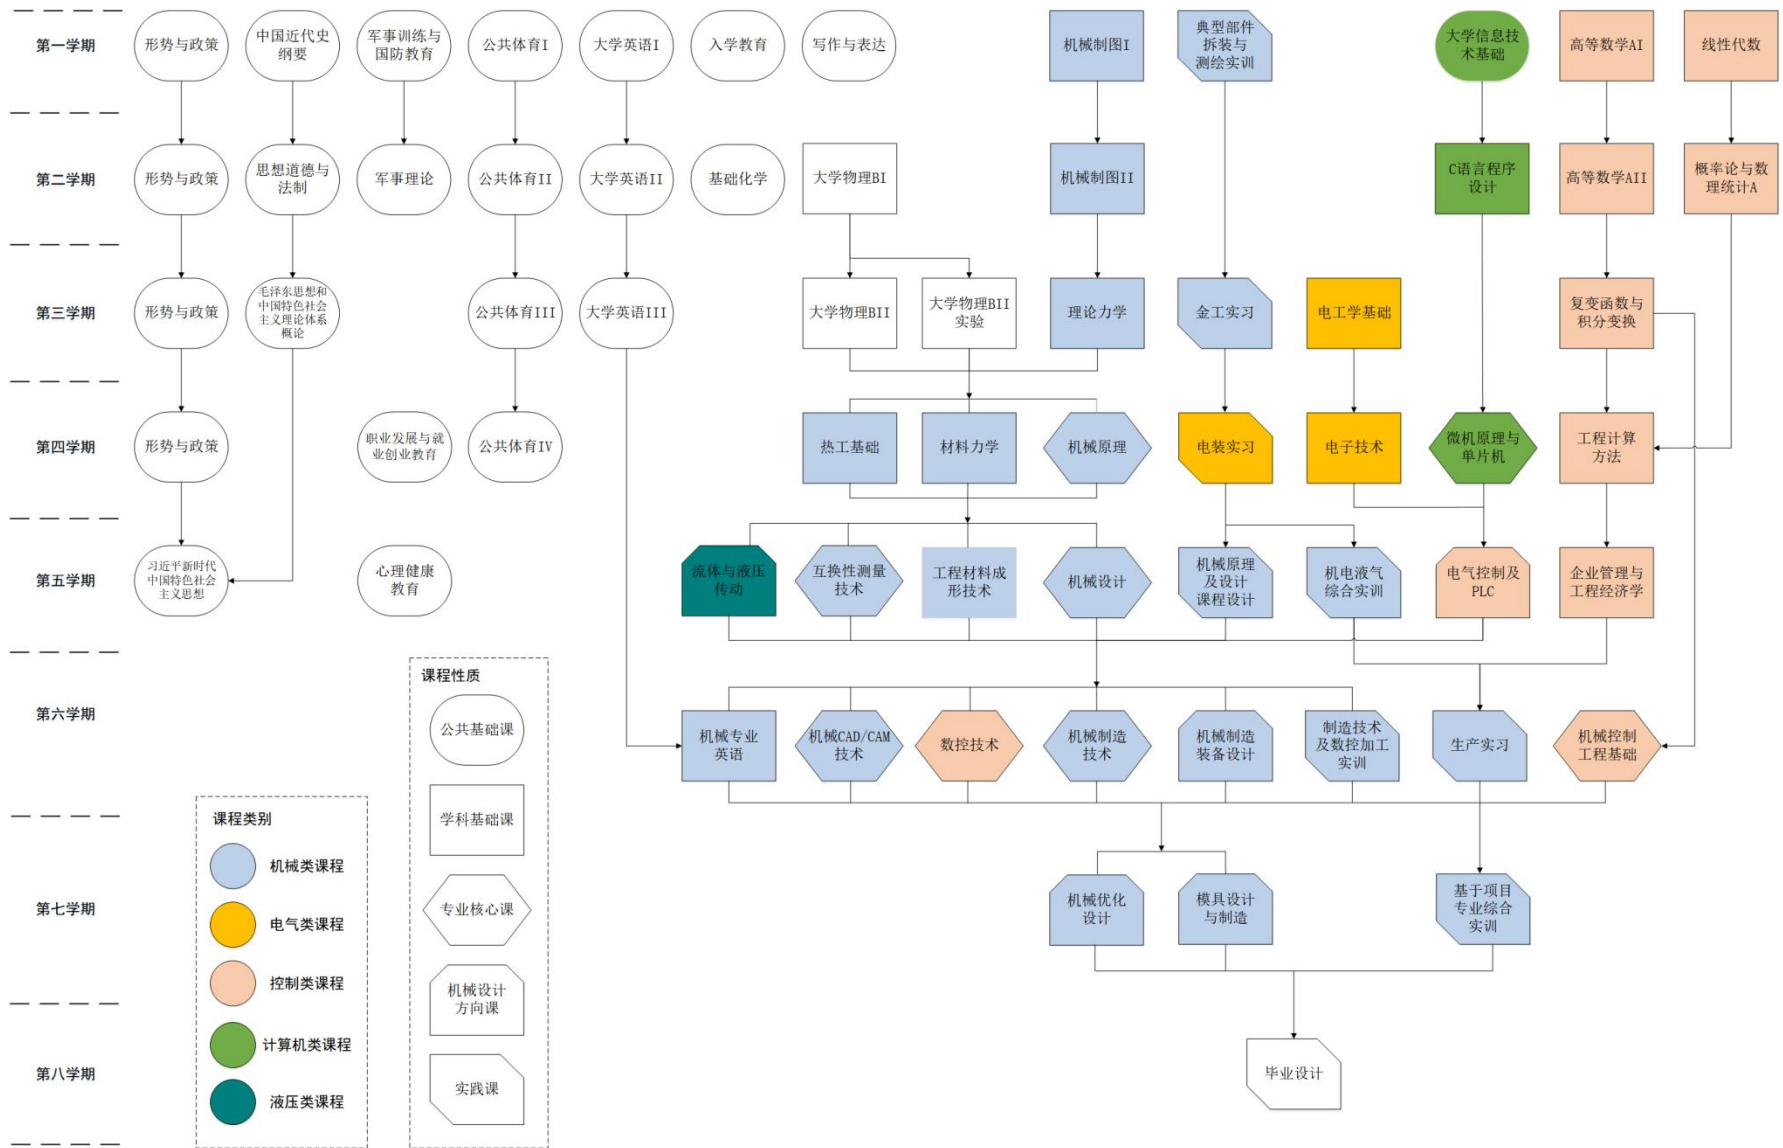 第一学期
形势与政策
中国近代史
纲要
军事训练与
国防教育
公共体育I
大学英语I
入学教育
写作与表达
机械制图I
典型部件
拆装与
测绘实训
大学信息技
术基础
高等数学AI
线性代数
第二学期
形势与政策
思想道德与
法制
军事理论
公共体育II
大学英语II
基础化学
大学物理BI
机械制图II
C语言程序
设计
高等数学AII
概率论与数
理统计A
第三学期
形势与政策
毛泽东思想和
中国特色社会
主义理论体系
概论
公共体育III
大学英语III
大学物理BII
大学物理BII
实验
理论力学
金工实习
电工学基础
复变函数与
积分变换
第四学期
形势与政策
职业发展与就
业创业教育
公共体育IV
热工基础
材料力学
机械原理
电装实习
电子技术
微机原理与
单片机
工程计算
方法
第五学期
习近平新时代
中国特色社会
主义思想
心理健康
教育
流体与液压
传动
互换性测量
技术
工程材料成
形技术
机械设计
机械原理
及设计
课程设计
机电液气
综合实训
电气控制及
PLC
企业管理与
工程经济学
第六学期
机械专业
英语
机械CAD/CAM
技术
数控技术
机械制造
技术
机械制造
装备设计
制造技术
及数控加工
实训
生产实习
机械控制
工程基础
第七学期
机械优化
设计
模具设计
与制造
基于项目
专业综合
实训
第八学期
毕业设计
课程类别
机械类课程
电气类课程
控制类课程
计算机类课程
液压类课程
课程性质
公共基础课
学科基础课
专业核心课
机械设计
方向课
实践课